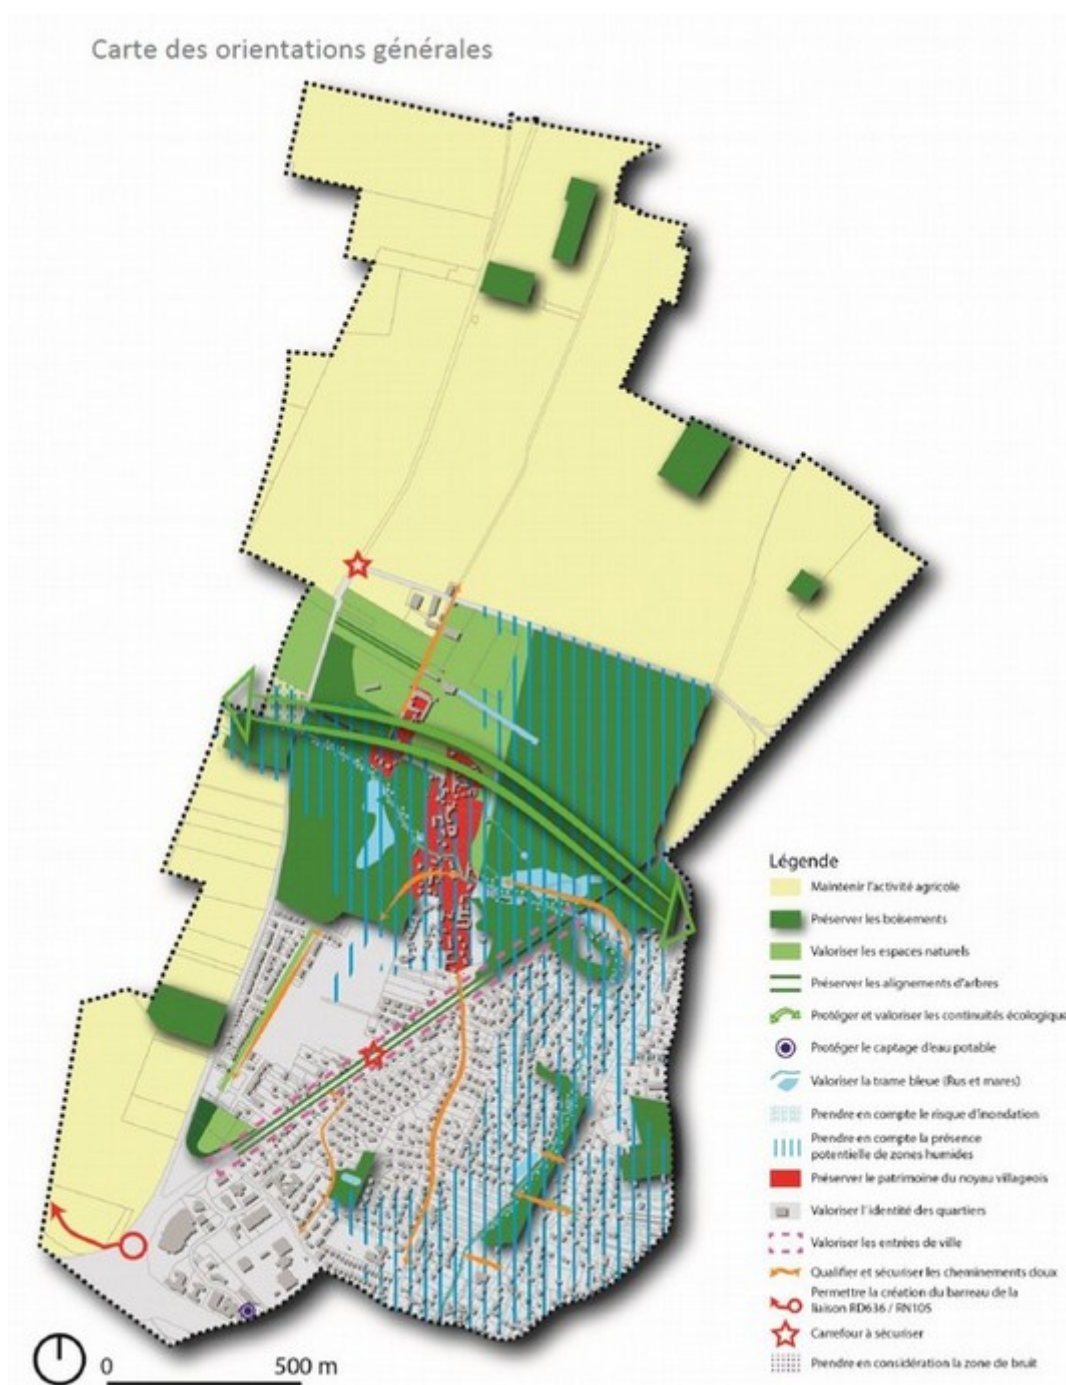 Carte des orientations générales
Légende
Maintenir l'activité agricole
Préserver les boisements
Valoriser les espaces naturels
Préserver les alignements d'arbres
Protéger et valoriser les continuités écologique
Protéger le captage d'eau potable
Valoriser la trame bleue (Rus et mares)
Prendre en compte le risque d'inondation
Prendre en compte la présence
potentielle de zones humides
Préserver le patrimoine du noyau villageois
Valoriser l'identité des quartiers
Valoriser les entrées de ville
Qualifier et sécuriser les cheminements doux
Permettre la création du barreau de la
liaison RD636 / RN105
Carrefour à sécuriser
Prendre en considération la zone de bruit
0 500 m